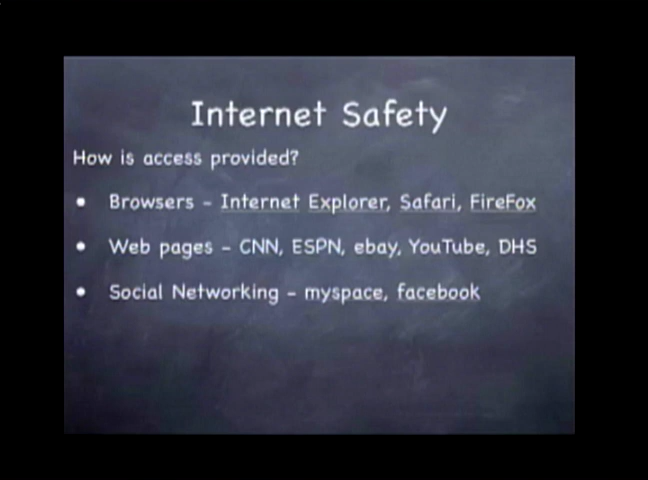 Internet Safety
How is access provided?
• Browsers - Internet Explorer, Safari, FireFox
• Web pages - CNN, ESPN, ebay, YouTube, DHS
• Social Networking - myspace, facebook